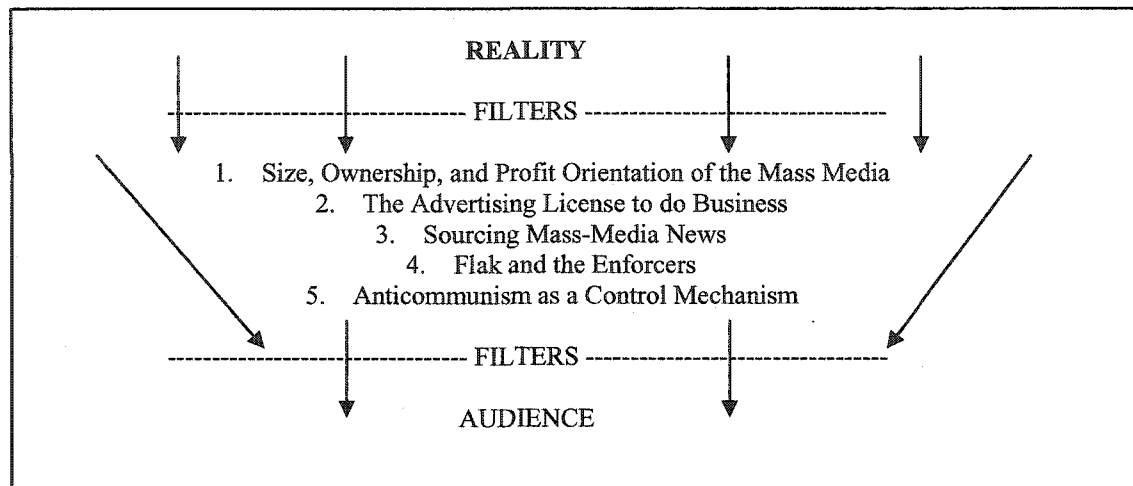 REALITY
---------------------------- FILTERS ----------------------------
1. Size, Ownership, and Profit Orientation of the Mass Media
2. The Advertising License to do Business
3. Sourcing Mass-Media News
4. Flak and the Enforcers
5. Anticommunism as a Control Mechanism
---------------------------- FILTERS ----------------------------
AUDIENCE